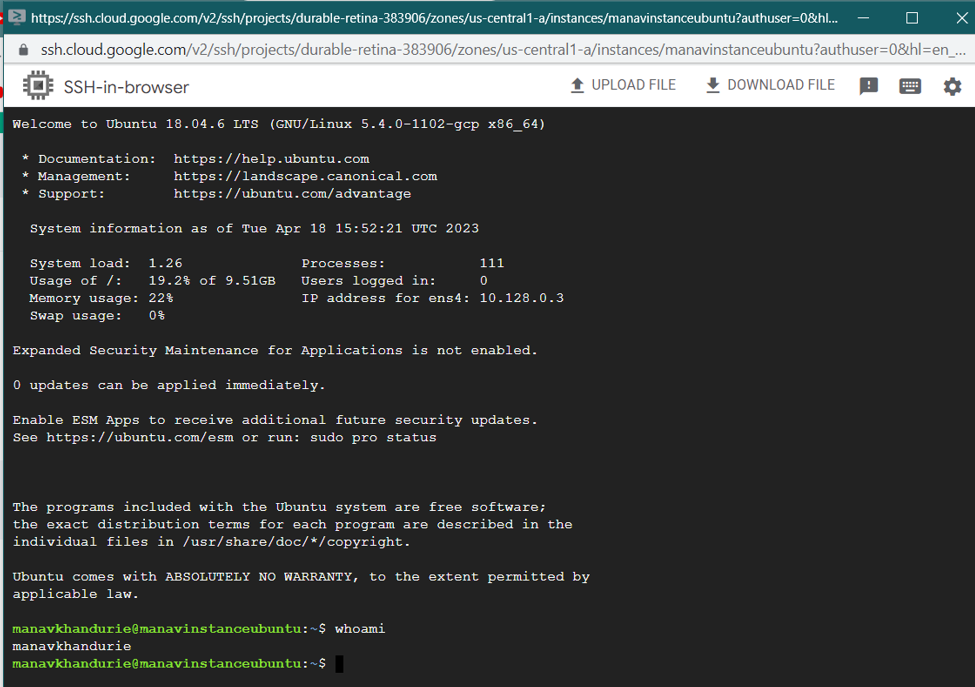 https://ssh.cloud.google.com/v2/ssh/projects/durable-retina-383906/zones/us-central1-a/instances/manavinstanceubuntu?authuser=0&hl...
ssh.cloud.google.com/v2/ssh/projects/durable-retina-383906/zones/us-central1-a/instances/manavinstanceubuntu?authuser=0&hl=en_...
SSH-in-browser UPLOAD FILE DOWNLOAD FILE
Welcome to Ubuntu 18.04.6 LTS (GNU/Linux 5.4.0-1102-gcp x86_64)
* Documentation: https://help.ubuntu.com
* Management: https://landscape.canonical.com
* Support: https://ubuntu.com/advantage
System information as of Tue Apr 18 15:52:21 UTC 2023
System load: 1.26 Processes: 111
Usage of /: 19.2% of 9.51GB Users logged in: 0
Memory usage: 22% IP address for ens4: 10.128.0.3
Swap usage: 0%
Expanded Security Maintenance for Applications is not enabled.
0 updates can be applied immediately.
Enable ESM Apps to receive additional future security updates.
See https://ubuntu.com/esm or run: sudo pro status
The programs included with the Ubuntu system are free software;
the exact distribution terms for each program are described in the
individual files in /usr/share/doc/*/copyright.
Ubuntu comes with ABSOLUTELY NO WARRANTY, to the extent permitted by
applicable law.
manavkhandurie@manavinstanceubuntu:~$ whoami
manavkhandurie
manavkhandurie@manavinstanceubuntu:~$